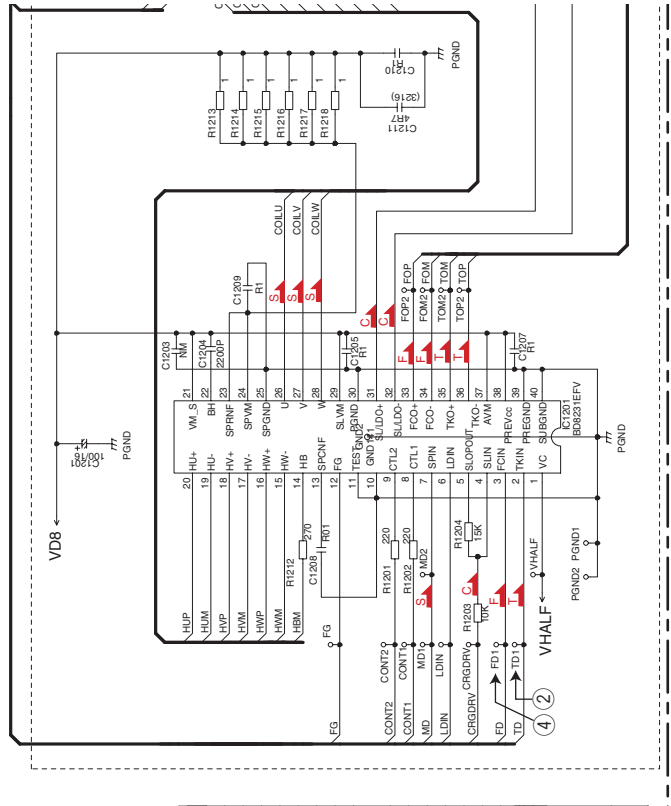 C1210
R1
PGND
(3216)
4R7
C1211
R1213
1
R1214
1
R1215
1
R1216
1
R1217
1
R1218
1
COILU
COILV
COILW
C1209
R1
S
S
S
C
C
F
F
T
T
FOP2
FOP
FOM2
FOM
TOM2
TOM
TOP2
TOP
C1203
NM
C1204
2200P
C1205
R1
C1207
R1
21
22
23
24
25
26
27
28
29
30
31
32
33
34
35
36
37
38
39
40
VM_S
BH
SPRNF
SPVM
SPGND
U
V
W
SLVM
PGND
GND2
SL/LDO+
SL/LDO-
FCO+
FCO-
TKO+
TKO-
AVM
PREVcc
PREGND
SUBGND
IC1201
BD8231EFV
HU+
HU-
HV+
HV-
HW+
HW-
HB
SPCNF
FG
TEST
GND1
CTL2
CTL1
SPIN
LDIN
SLOPOUT
SLIN
FCIN
TKIN
VC
20
19
18
17
16
15
14
13
12
11
10
9
8
7
6
5
4
3
2
1
C1201
100/16
PGND
VD8
PGND
270
R1212
R01
C1208
220
R1201
220
R1202
MD2
R1204
15K
R1203
10K
S
C
F
T
VHALF
VHALF
PGND2
PGND1
HUP
HUM
HVP
HVM
HWP
HWM
HBM
FG
CONT2
CONT1
MD1
LDIN
CRGDRV
FD1
TD1
FG
CONT2
CONT1
MD
LDIN
CRGDRV
FD
TD
4
2